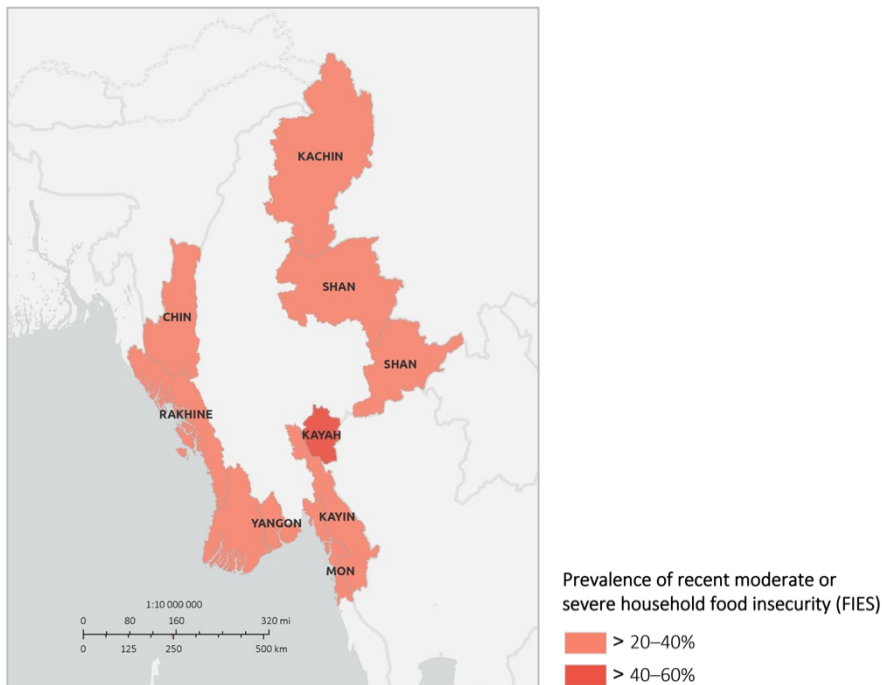 KACHIN
SHAN
CHIN
SHAN
RAKHINE
KAYAH
YANGON
KAYIN
MON
1:10 000 000
0 80 160 320 mi
0 125 250 500 km
Prevalence of recent moderate or
severe household food insecurity (FIES)
> 20–40%
> 40–60%